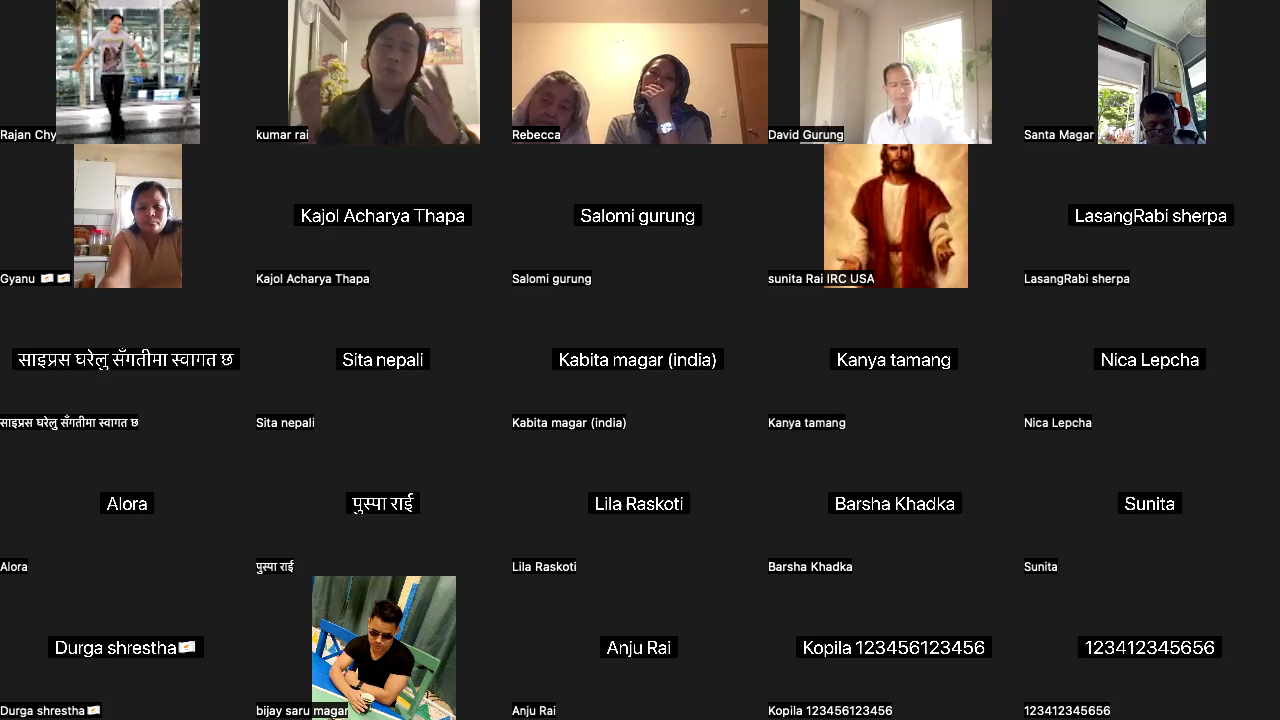 Rajan Chy
kumar rai
Rebecca
David Gurung
Santa Magar
Gyanu 🇨🇾🇨🇾
Kajol Acharya Thapa
Kajol Acharya Thapa
Salomi gurung
Salomi gurung
sunita Rai IRC USA
LasangRabi sherpa
LasangRabi sherpa
साइप्रस घरेलु सँगतीमा स्वागत छ
साइप्रस घरेलु सँगतीमा स्वागत छ
Sita nepali
Sita nepali
Kabita magar (india)
Kabita magar (india)
Kanya tamang
Kanya tamang
Nica Lepcha
Nica Lepcha
Alora
Alora
पुस्पा राई
पुस्पा राई
Lila Raskoti
Lila Raskoti
Barsha Khadka
Barsha Khadka
Sunita
Sunita
Durga shrestha🇨🇾
Durga shrestha🇨🇾
bijay saru magar
Anju Rai
Anju Rai
Kopila 123456123456
Kopila 123456123456
123412345656
123412345656